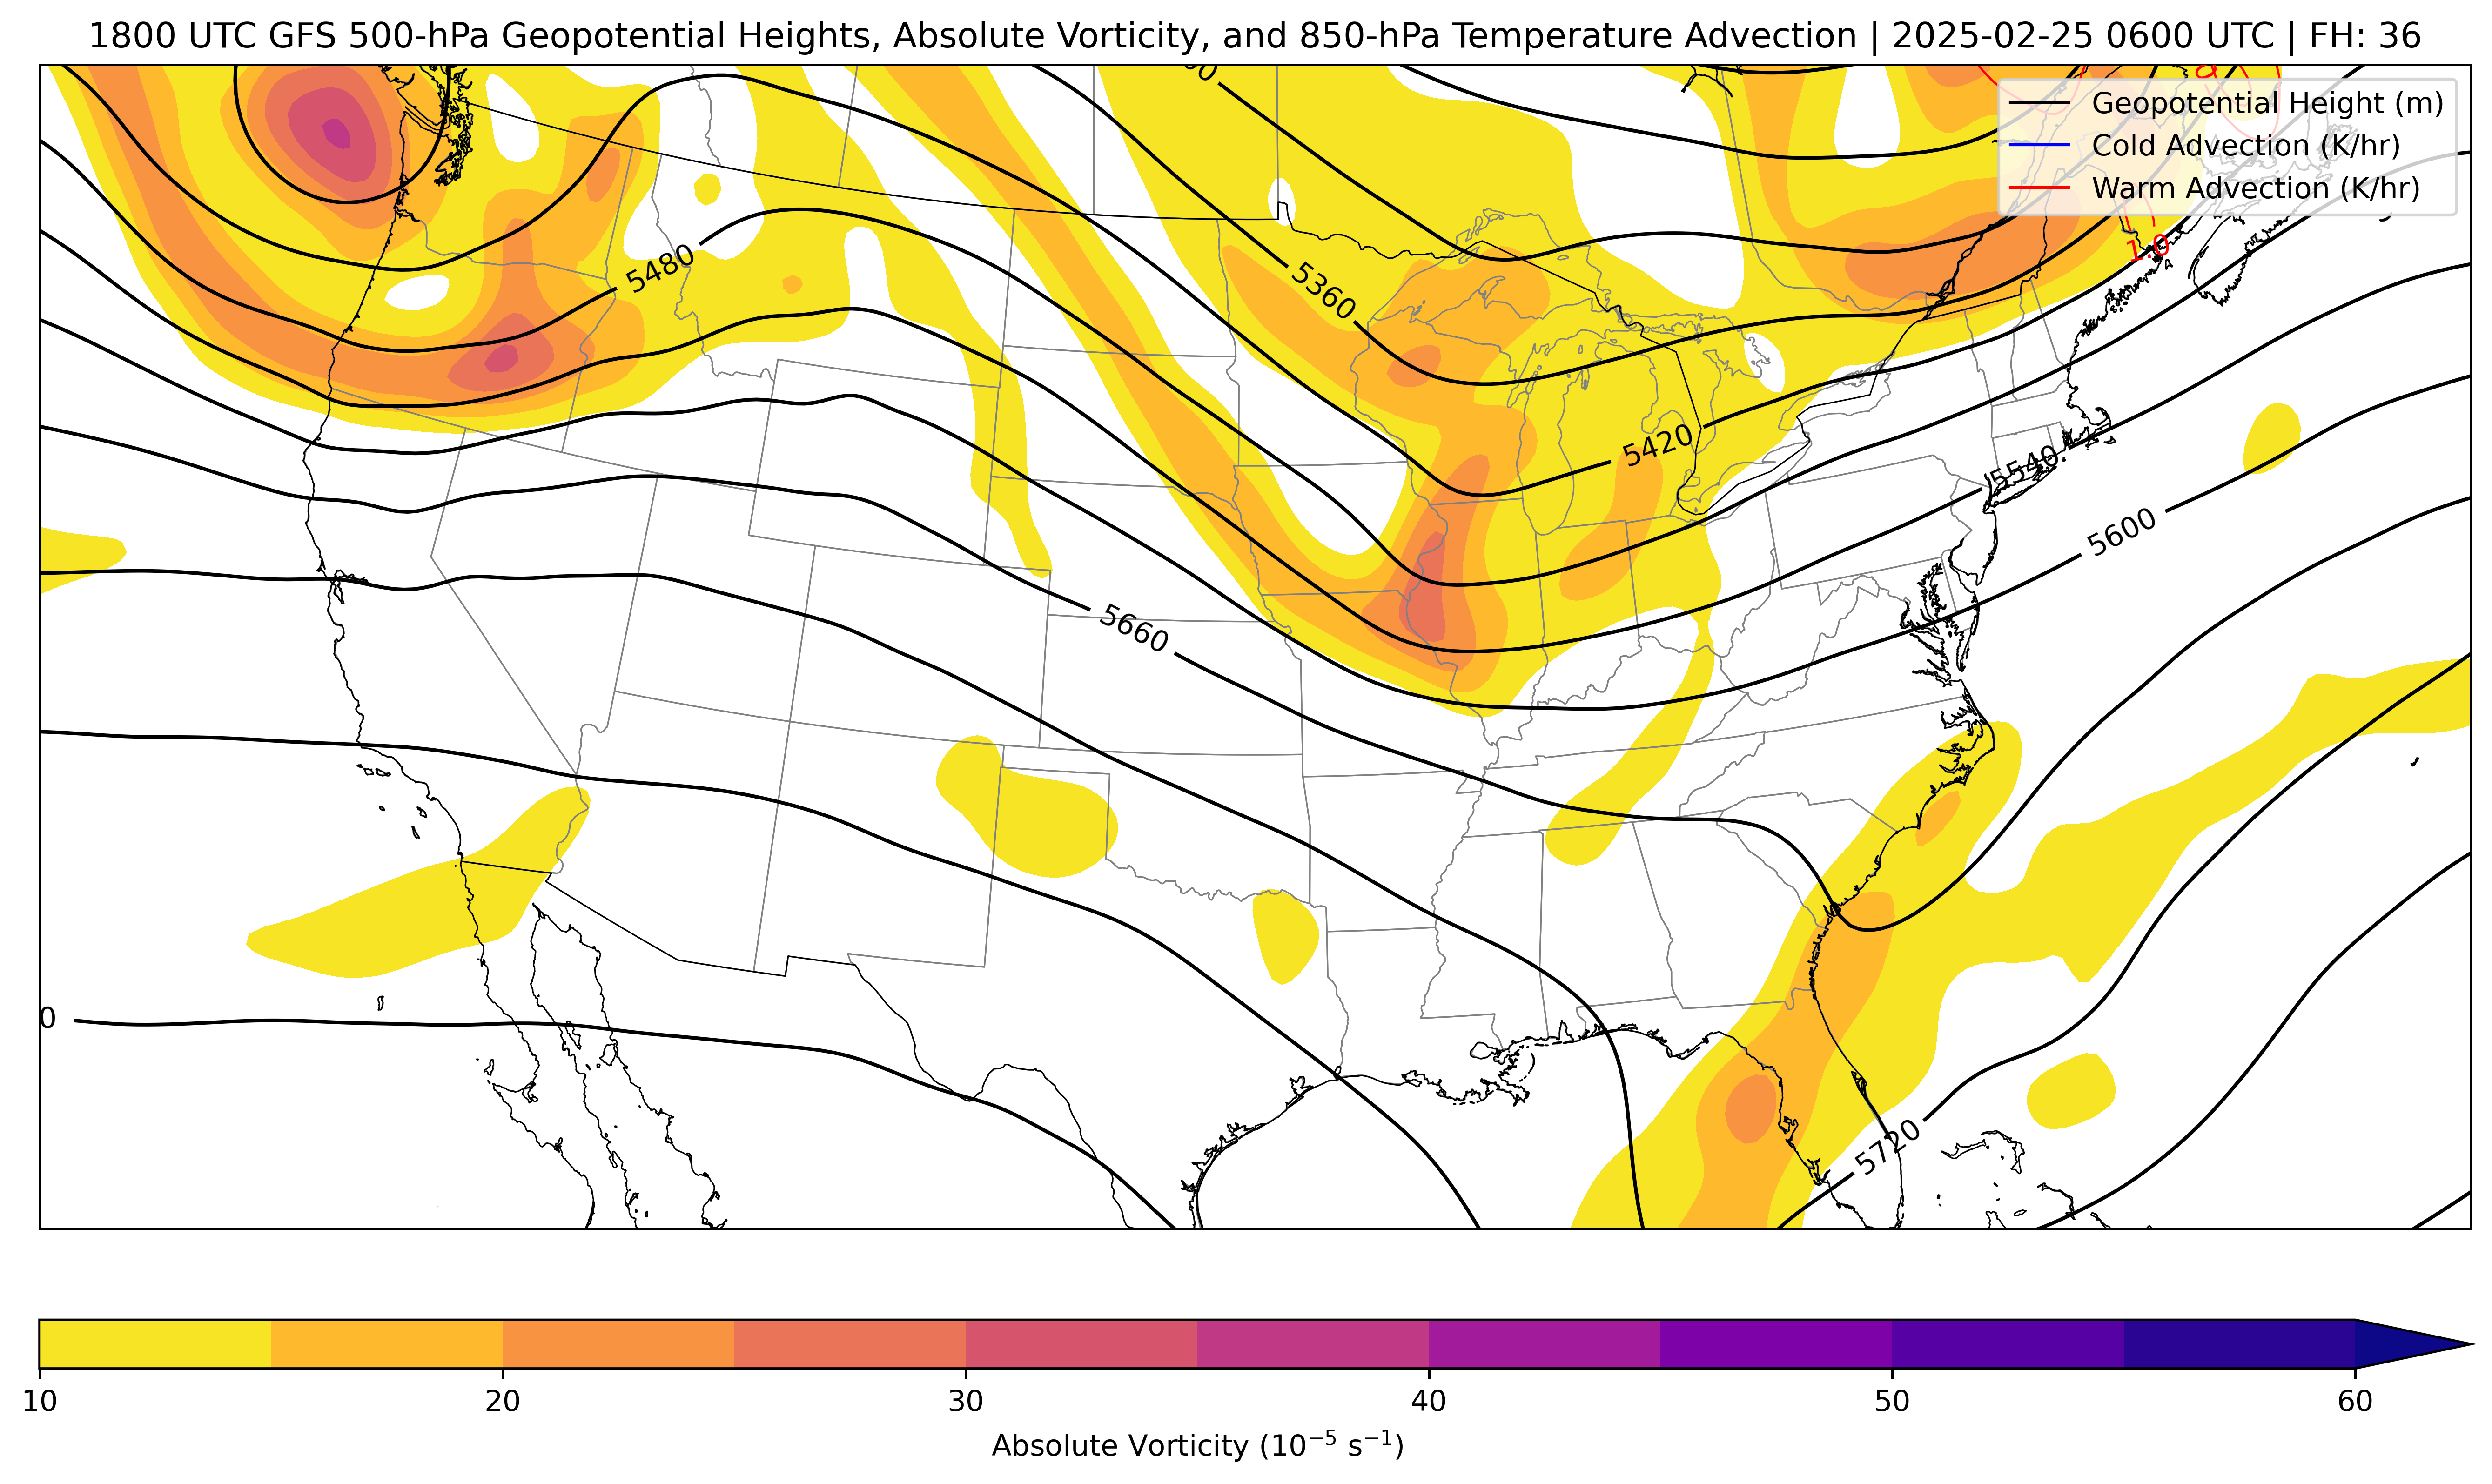 1800 UTC GFS 500-hPa Geopotential Heights, Absolute Vorticity, and 850-hPa Temperature Advection | 2025-02-25 0600 UTC | FH: 36
Geopotential Height (m)
Cold Advection (K/hr)
Warm Advection (K/hr)
1.0
5480
5360
5420
5540
5600
5660
0
5720
10 20 30 40 50 60
Absolute Vorticity (10⁻⁵ s⁻¹)